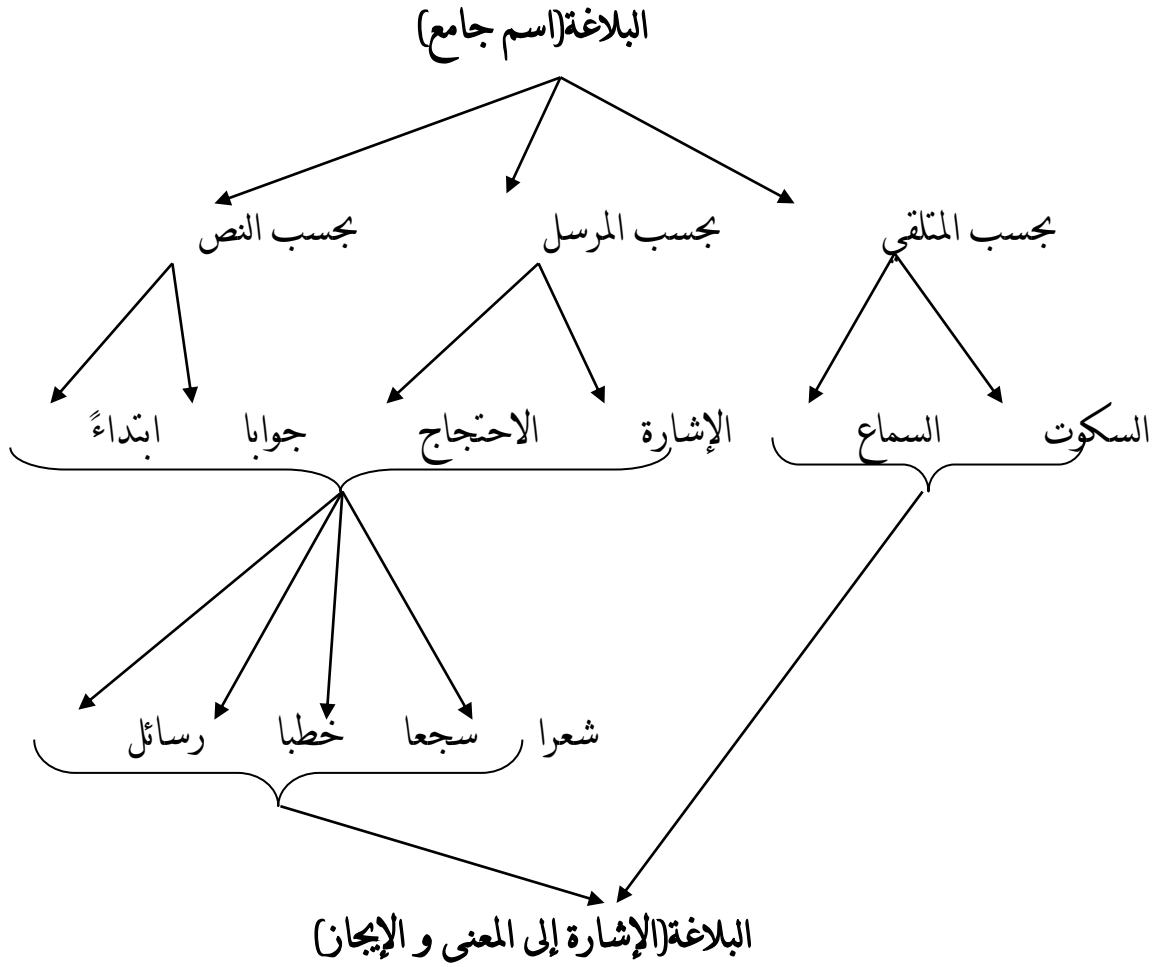 البلاغة(اسم جامع)
بحسب المتلقي بحسب المرسل بحسب النص
السكوت السماع الإشارة الاحتجاج جوابا ابتداءً
شعرا سجعا خطبا رسائل
البلاغة(الإشارة إلى المعنى و الإيجاز)